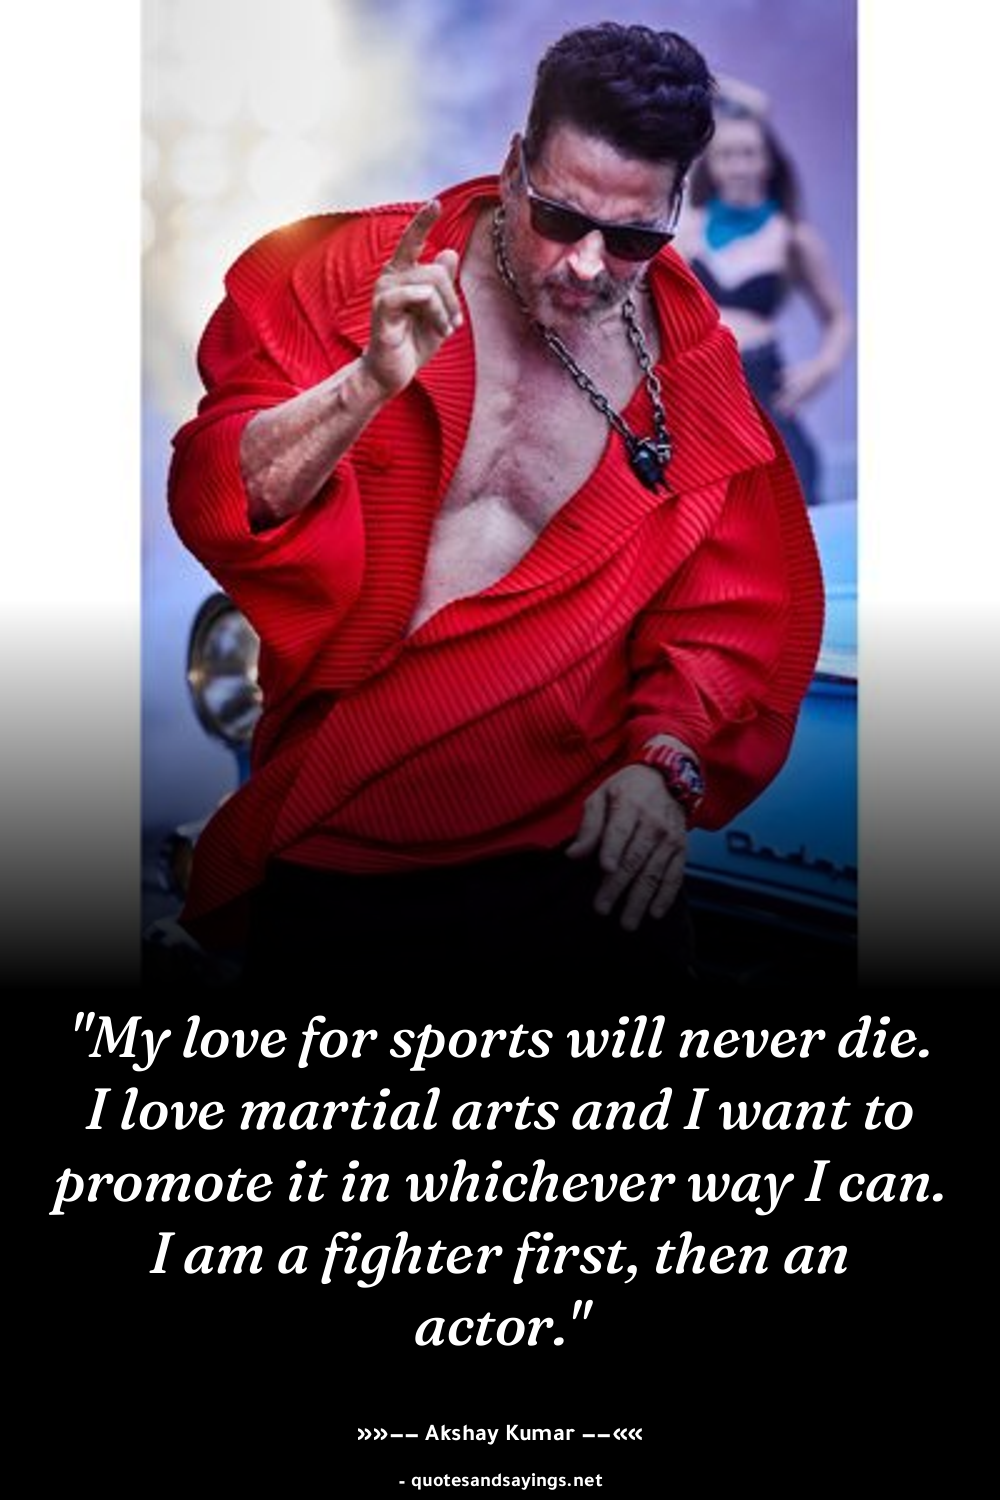 "My love for sports will never die.
I love martial arts and I want to
promote it in whichever way I can.
I am a fighter first, then an
actor."
»»−− Akshay Kumar −−««
- quotesandsayings.net